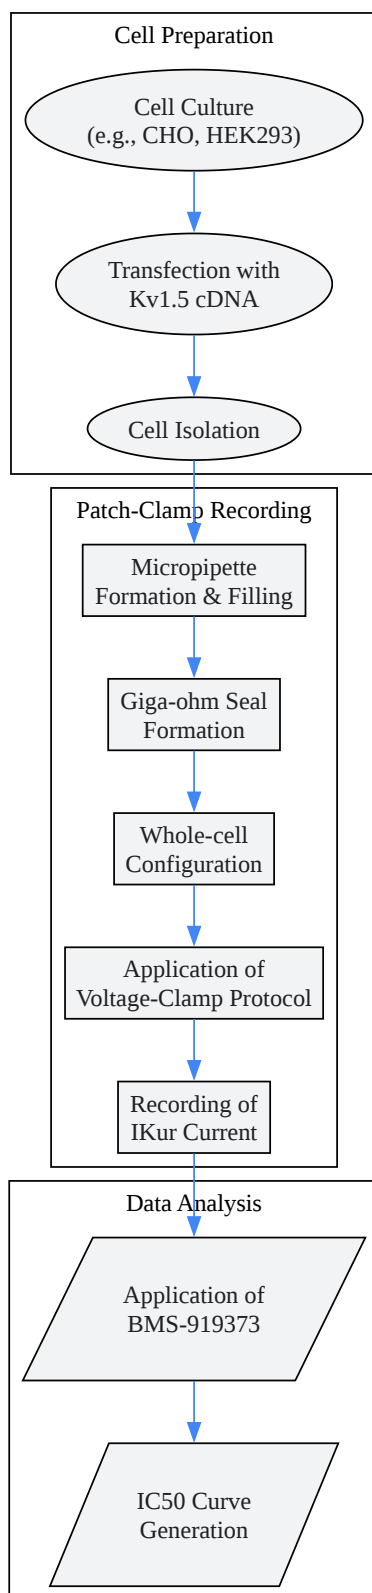 Cell Preparation
Cell Culture
(e.g., CHO, HEK293)
Transfection with
Kv1.5 cDNA
Cell Isolation
Patch-Clamp Recording
Micropipette
Formation & Filling
Giga-ohm Seal
Formation
Whole-cell
Configuration
Application of
Voltage-Clamp Protocol
Recording of
IKur Current
Data Analysis
Application of
BMS-919373
IC50 Curve
Generation